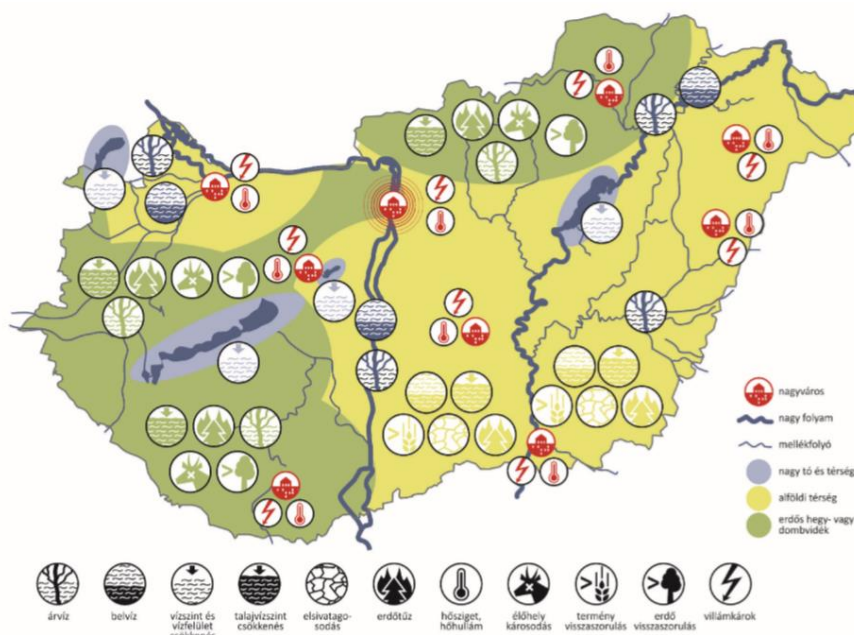 nagyváros
nagy folyam
mellékfolyó
nagy tó és térség
alföldi térség
erdős hegy- vagy
dombvidék
árvíz
belvíz
vízszint és
vízfelület
csökkenés
talajvízszint
csökkenés
elsivatago-
sodás
erdőtűz
hősziget,
hőhullám
élőhely
károsodás
termény
visszaszorulás
erdő
visszaszorulás
villámkárok